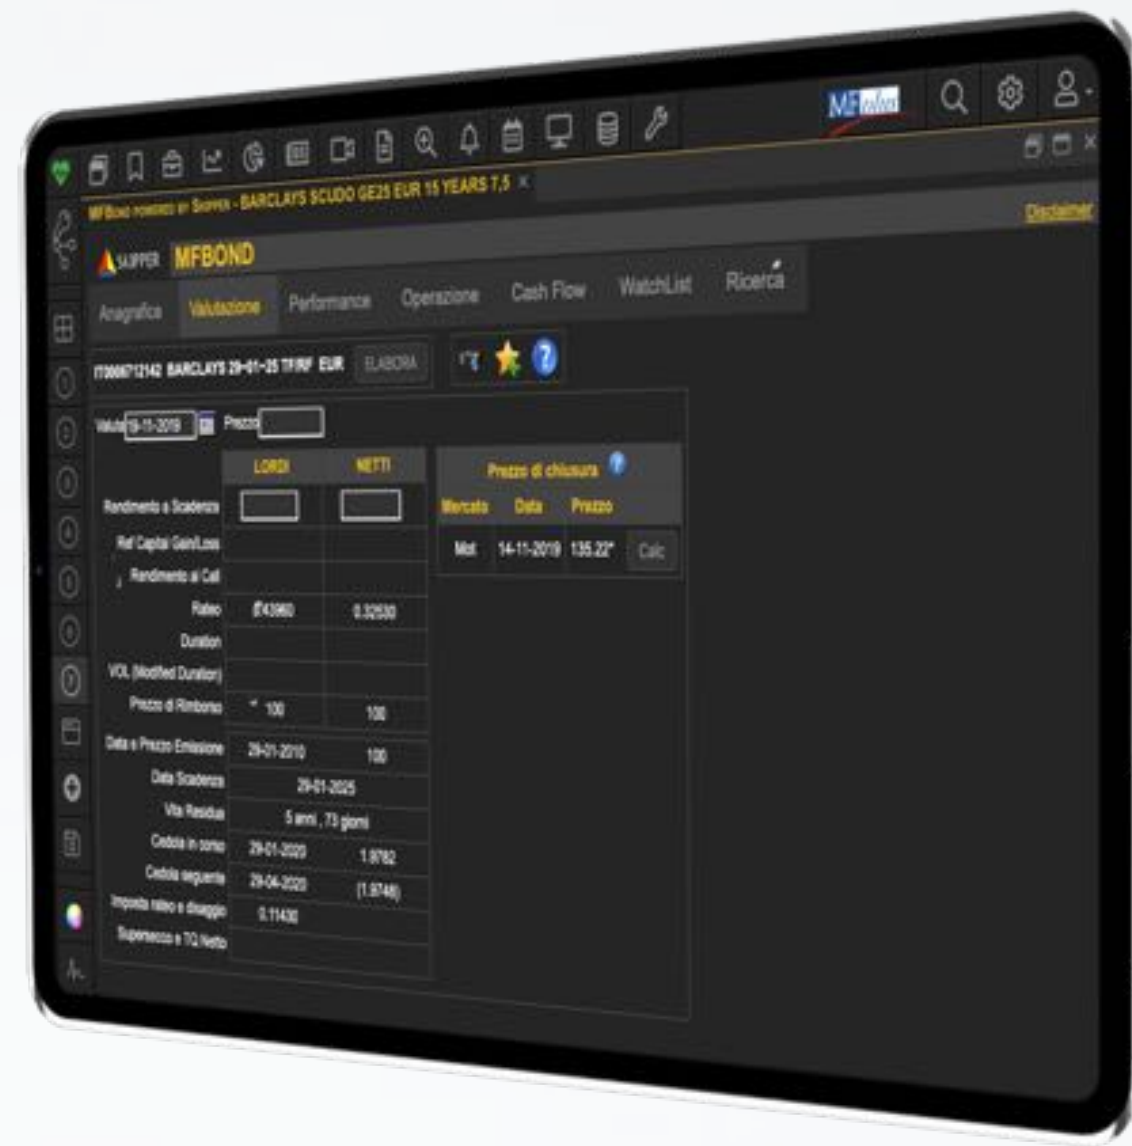 MF
MFBOND POWERED BY SKIPPER - BARCLAYS SCUDO GE25 EUR 15 YEARS T,5 ×
Disclaimer
SKIPPER MFBOND
Anagrafica Valutazione Performance Operazione Cash Flow WatchList Ricerca
BARCLAYS 29-01-25 TF/RF EUR ELABORA
Valuta 19-11-2019 Prezzo
LORDI NETTI
Prezzo di chiusura ?
Rendimento a Scadenza
Mercato Data Prezzo
Ref Capital Gain/Loss
Mot 14-11-2019 135.22* Calc
Rendimento al Call
Rateo 0.32530
Duration
VOL (Modified Duration)
Prezzo di Rimborso 100 100
Data e Prezzo Emissione 29-01-2010 100
Data Scadenza 29-01-2025
Vita Residua 5 anni , 73 giorni
Cedola in corso 29-01-2020 1.9782
Cedola seguente 29-04-2020 (1.9746)
Imposta rateo e disaggio 0.11430
Supersecco e TQ Netto